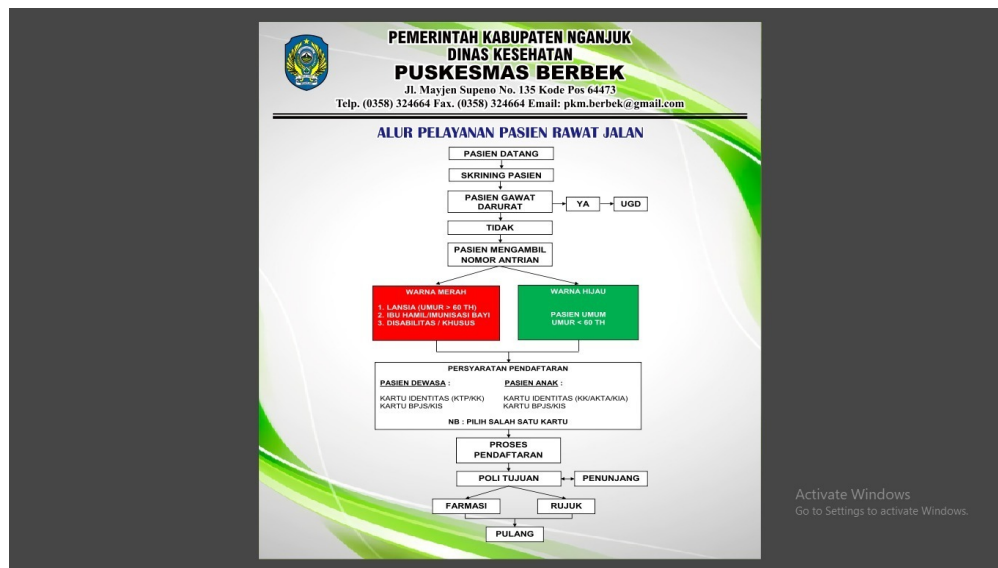 PEMERINTAH KABUPATEN NGANJUK
DINAS KESEHATAN
PUSKESMAS BERBEK
Jl. Mayjen Supeno No. 135 Kode Pos 64473
Telp. (0358) 324664 Fax. (0358) 324664 Email: pkm.berbek@gmail.com
ALUR PELAYANAN PASIEN RAWAT JALAN
PASIEN DATANG
SKRINING PASIEN
PASIEN GAWAT
DARURAT
YA
UGD
TIDAK
PASIEN MENGAMBIL
NOMOR ANTRIAN
WARNA MERAH
1. LANSIA (UMUR > 60 TH)
2. IBU HAMIL/IMUNISASI BAYI
3. DISABILITAS / KHUSUS
WARNA HIJAU
PASIEN UMUM
UMUR < 60 TH
PERSYARATAN PENDAFTARAN
PASIEN DEWASA :
KARTU IDENTITAS (KTP/KK)
KARTU BPJS/KIS
PASIEN ANAK :
KARTU IDENTITAS (KK/AKTA/KIA)
KARTU BPJS/KIS
NB : PILIH SALAH SATU KARTU
PROSES
PENDAFTARAN
POLI TUJUAN
PENUNJANG
FARMASI
RUJUK
PULANG
Activate Windows
Go to Settings to activate Windows.